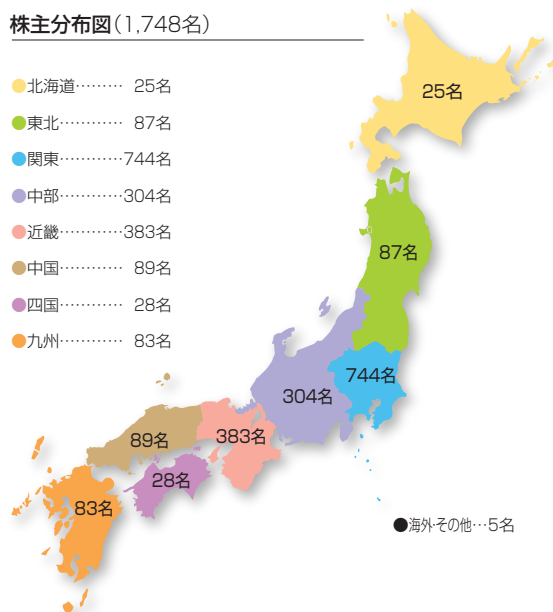 株主分布図(1,748名)
●北海道……… 25名
●東北………… 87名
●関東…………744名
●中部…………304名
●近畿…………383名
●中国………… 89名
●四国………… 28名
●九州………… 83名
25名
87名
744名
304名
383名
89名
28名
83名
●海外・その他…5名